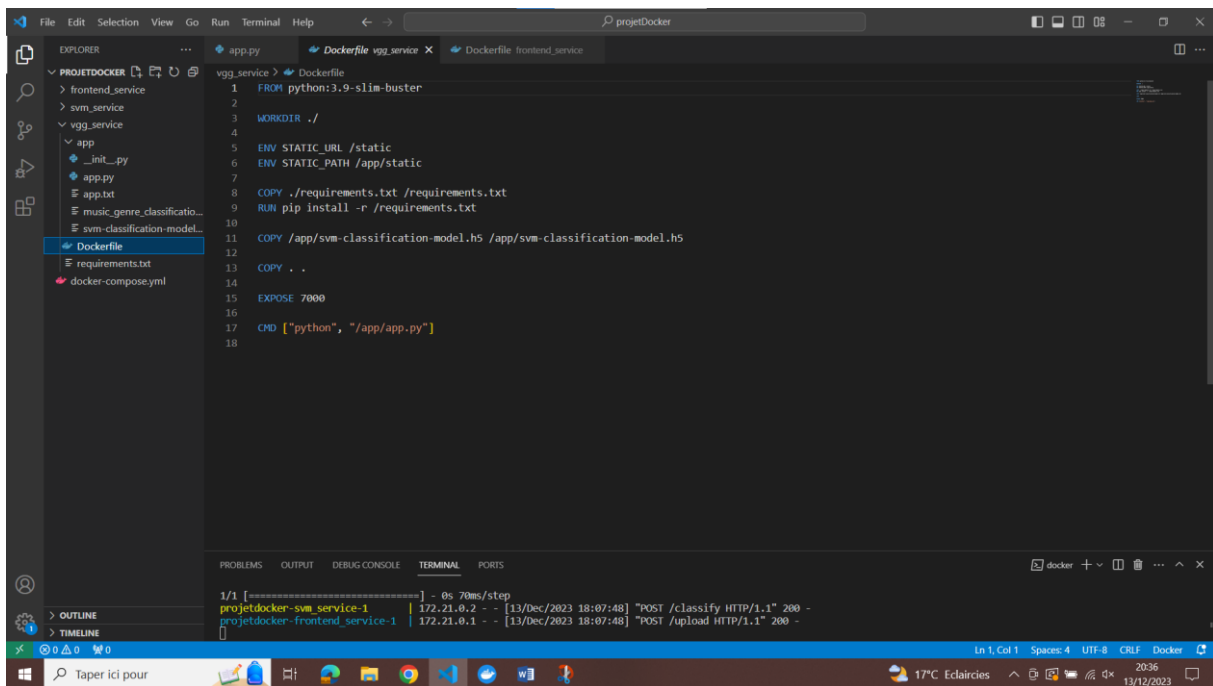 File Edit Selection View Go Run Terminal Help
projetDocker
EXPLORER
app.py
Dockerfile vgg_service
Dockerfile frontend_service
PROJETDOCKER
frontend_service
svm_service
vgg_service
app
__init__.py
app.py
app.txt
music_genre_classificatio...
svm-classification-model...
Dockerfile
requirements.txt
docker-compose.yml
OUTLINE
TIMELINE
vgg_service > Dockerfile
1 FROM python:3.9-slim-buster
2
3 WORKDIR ./
4
5 ENV STATIC_URL /static
6 ENV STATIC_PATH /app/static
7
8 COPY ./requirements.txt /requirements.txt
9 RUN pip install -r /requirements.txt
10
11 COPY /app/svm-classification-model.h5 /app/svm-classification-model.h5
12
13 COPY . .
14
15 EXPOSE 7000
16
17 CMD ["python", "/app/app.py"]
18
PROBLEMS OUTPUT DEBUG CONSOLE TERMINAL PORTS
docker
1/1 [==============================] - 0s 70ms/step
projetdocker-svm_service-1 | 172.21.0.2 - - [13/Dec/2023 18:07:48] "POST /classify HTTP/1.1" 200 -
projetdocker-frontend_service-1 | 172.21.0.1 - - [13/Dec/2023 18:07:48] "POST /upload HTTP/1.1" 200 -
1
0 0 0
Ln 1, Col 1 Spaces: 4 UTF-8 CRLF Docker
Taper ici pour
17°C Eclaircies
20:36
13/12/2023